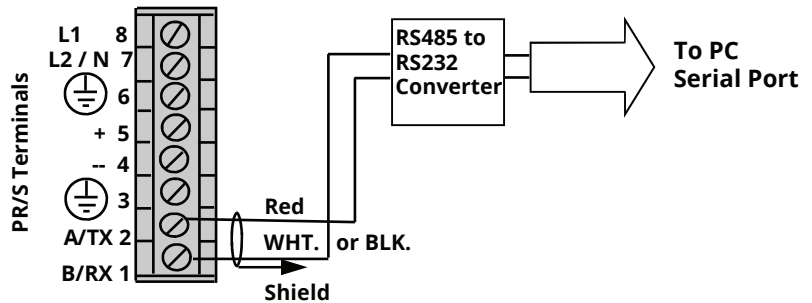 PR/S Terminals
L1 8
L2 / N 7
6
+ 5
-- 4
3
A/TX 2
B/RX 1
Red
WHT. or BLK.
Shield
RS485 to
RS232
Converter
To PC
Serial Port